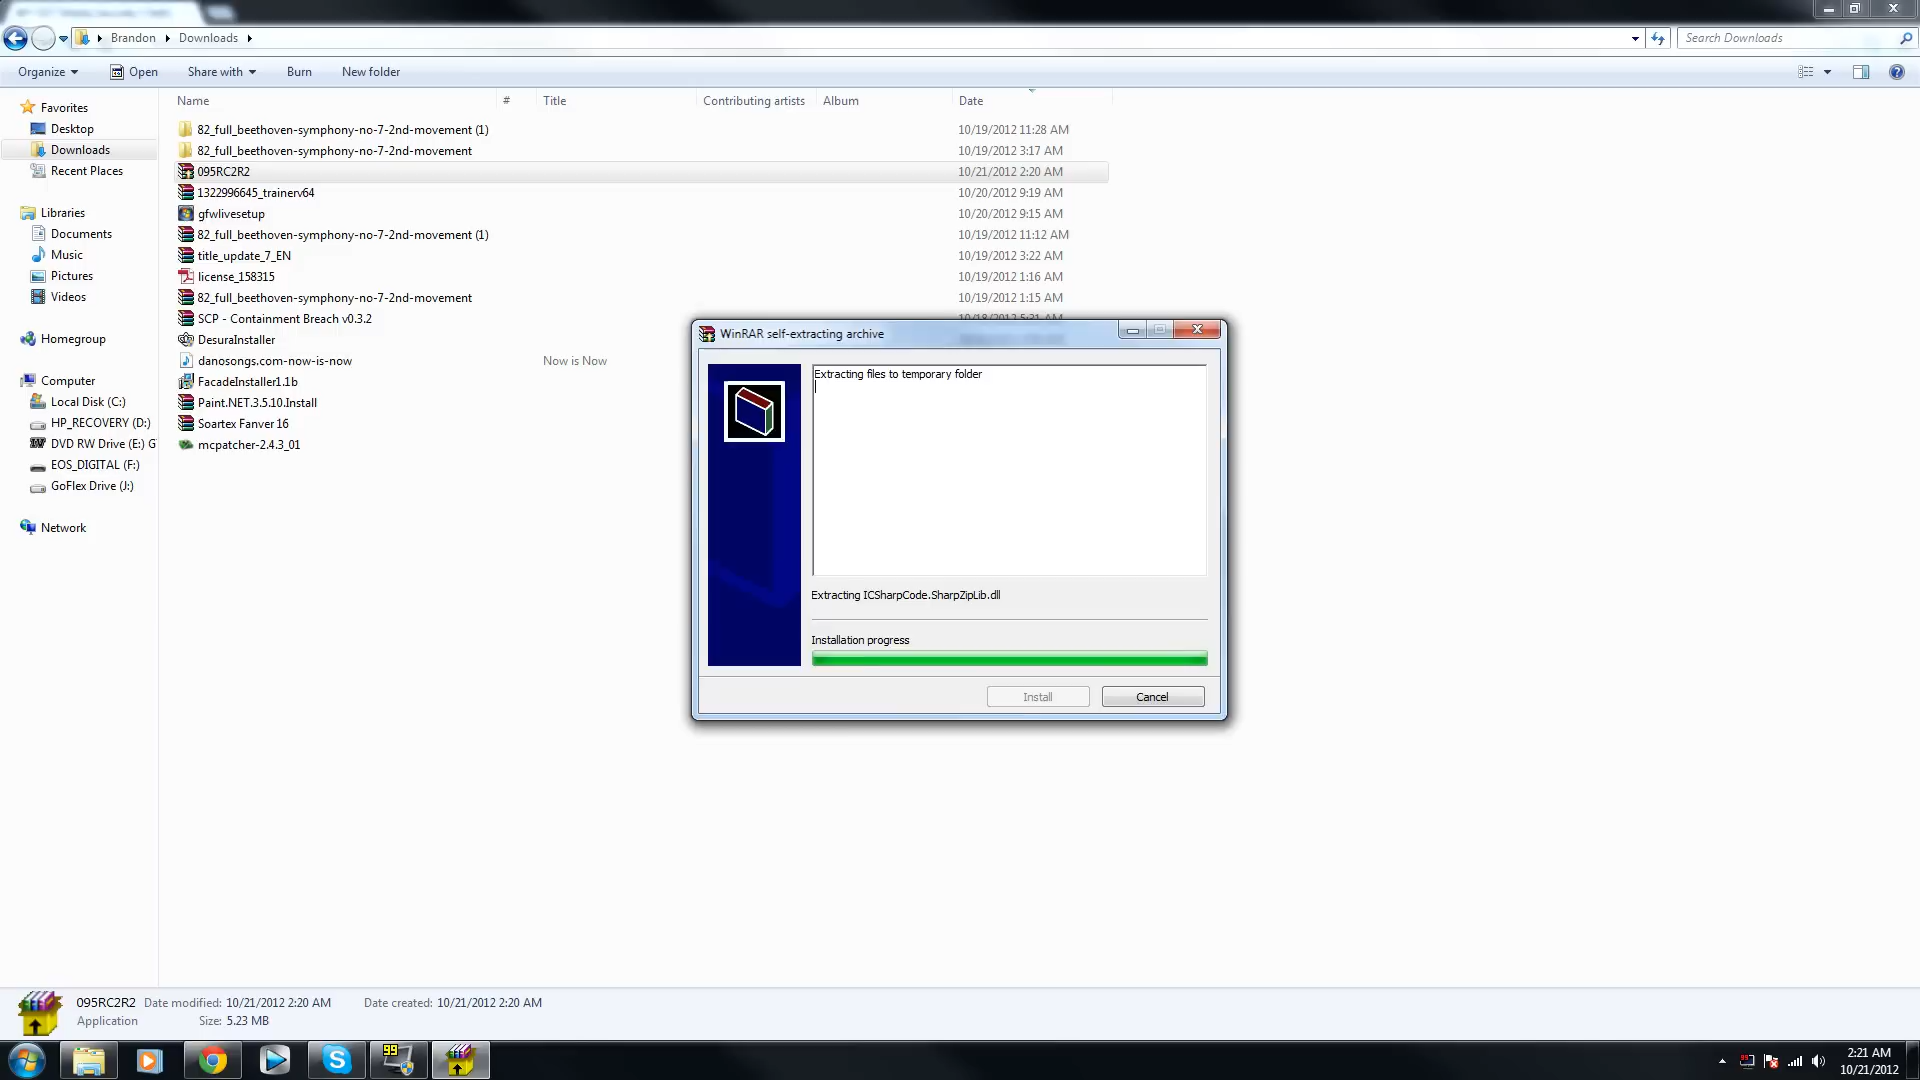 Brandon Downloads
Search Downloads
Organize Open Share with Burn New folder
Name # Title Contributing artists Album Date
Favorites
Desktop
Downloads
Recent Places
Libraries
Documents
Music
Pictures
Videos
Homegroup
Computer
Local Disk (C:)
HP_RECOVERY (D:)
DVD RW Drive (E:) G
EOS_DIGITAL (F:)
GoFlex Drive (J:)
Network
82_full_beethoven-symphony-no-7-2nd-movement (1) 10/19/2012 11:28 AM
82_full_beethoven-symphony-no-7-2nd-movement 10/19/2012 3:17 AM
095RC2R2 10/21/2012 2:20 AM
1322996645_trainerv64 10/20/2012 9:19 AM
gfwlivesetup 10/20/2012 9:15 AM
82_full_beethoven-symphony-no-7-2nd-movement (1) 10/19/2012 11:12 AM
title_update_7_EN 10/19/2012 3:22 AM
license_158315 10/19/2012 1:16 AM
82_full_beethoven-symphony-no-7-2nd-movement 10/19/2012 1:15 AM
SCP - Containment Breach v0.3.2 10/18/2012 5:21 AM
DesuraInstaller
danosongs.com-now-is-now Now is Now
FacadeInstaller1.1b
Paint.NET.3.5.10.Install
Soartex Fanver 16
mcpatcher-2.4.3_01
WinRAR self-extracting archive
Extracting files to temporary folder
Extracting ICSharpCode.SharpZipLib.dll
Installation progress
Install Cancel
095RC2R2 Date modified: 10/21/2012 2:20 AM Date created: 10/21/2012 2:20 AM
Application Size: 5.23 MB
99
2:21 AM
10/21/2012